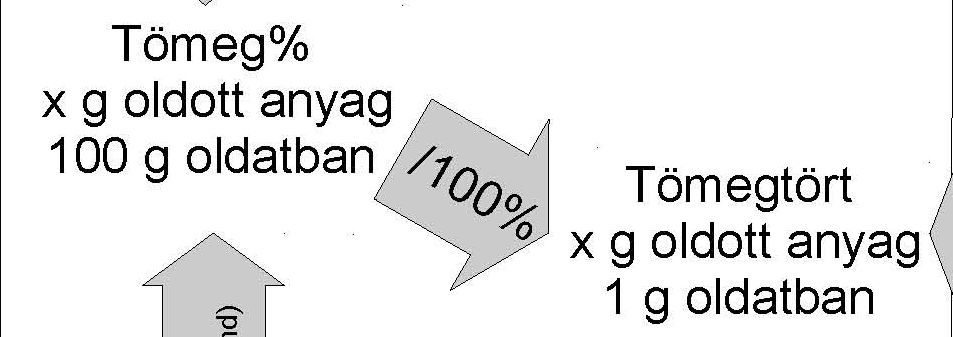 Tömeg%
x g oldott anyag
100 g oldatban
/100%
Tömegtört
x g oldott anyag
1 g oldatban